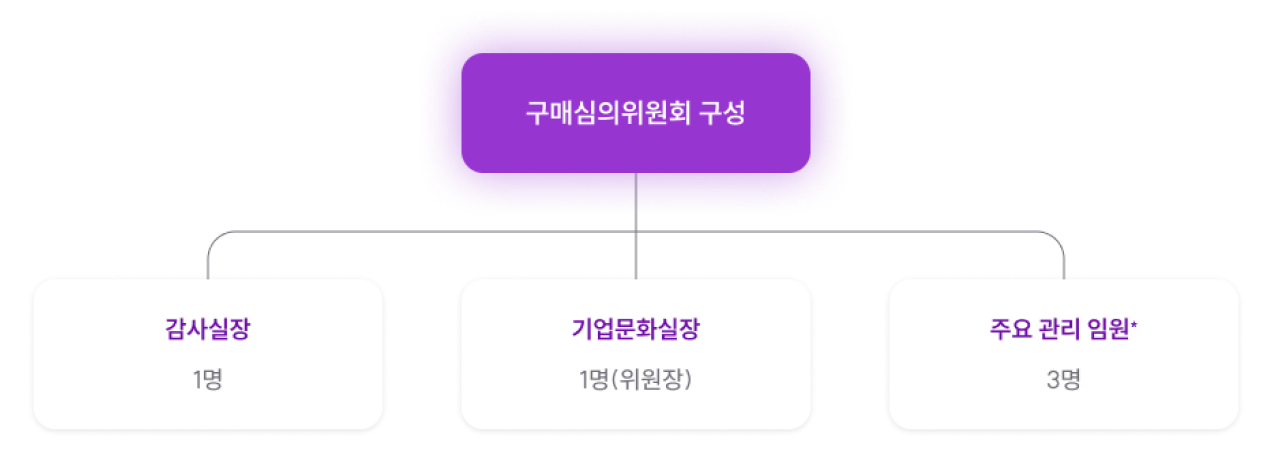 구매심의위원회 구성
감사실장
1명
기업문화실장
1명(위원장)
주요 관리 임원*
3명